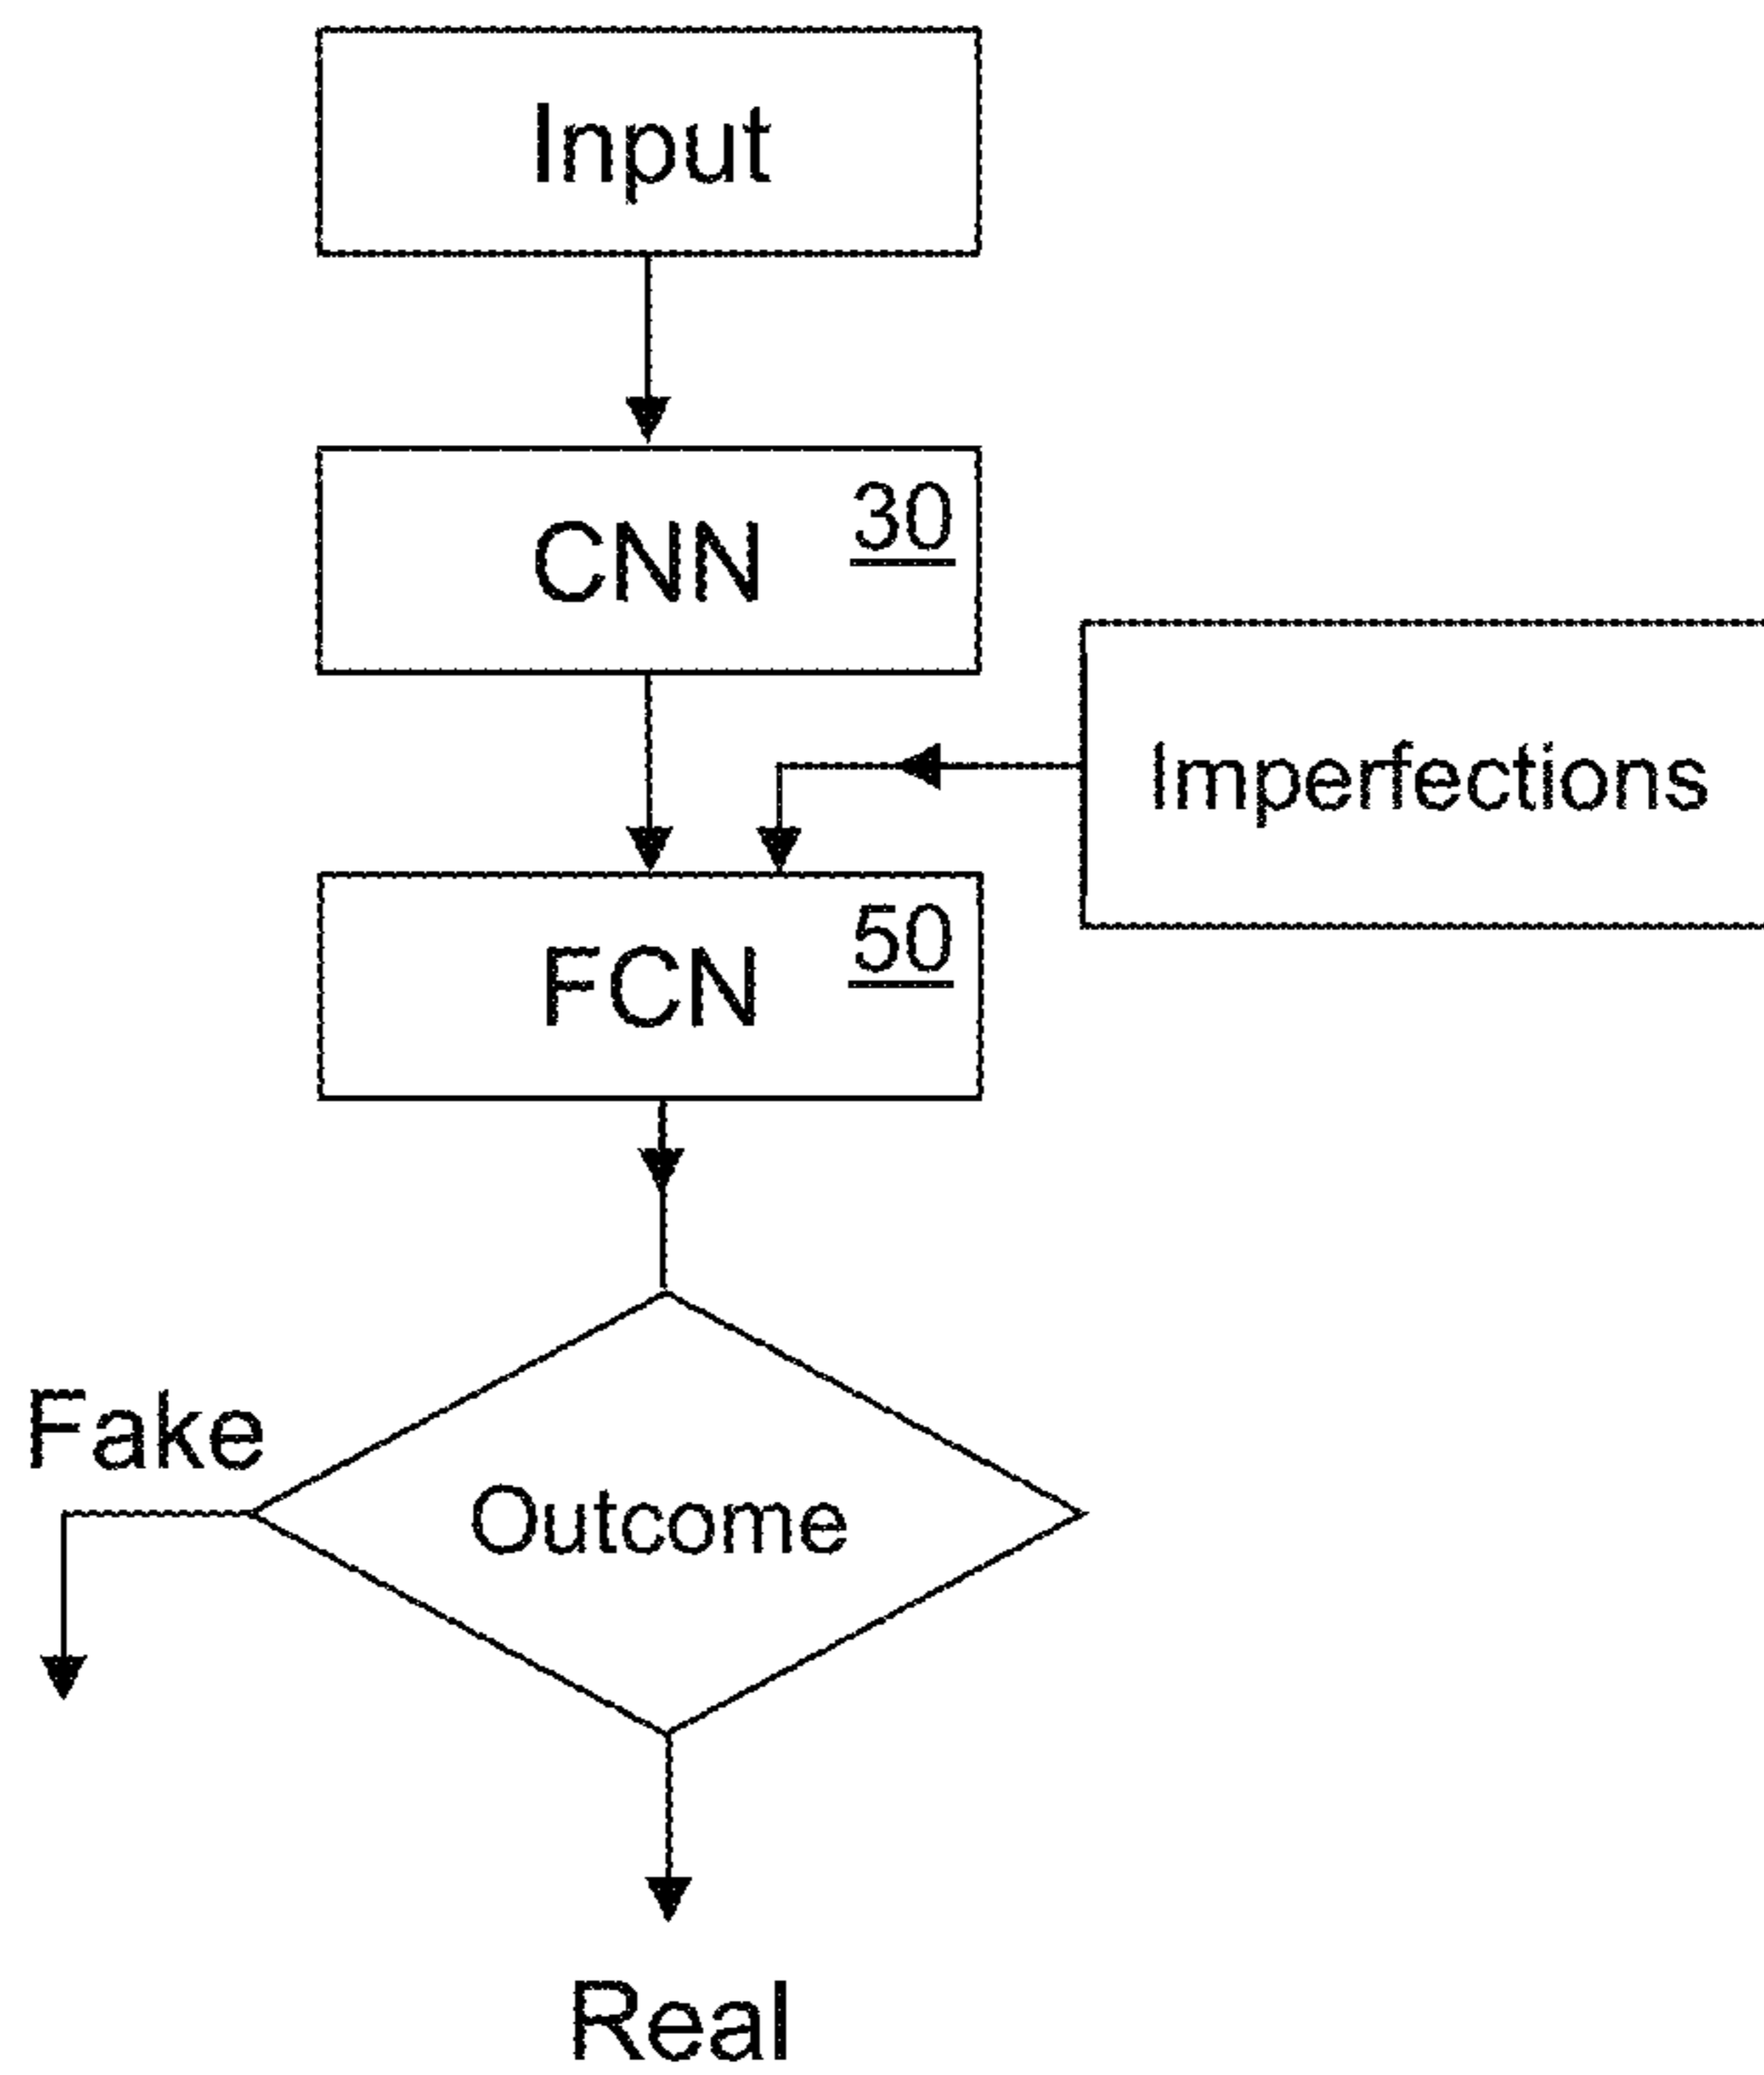 Input
CNN 30
Imperfections
FCN 50
Fake
Outcome
Real